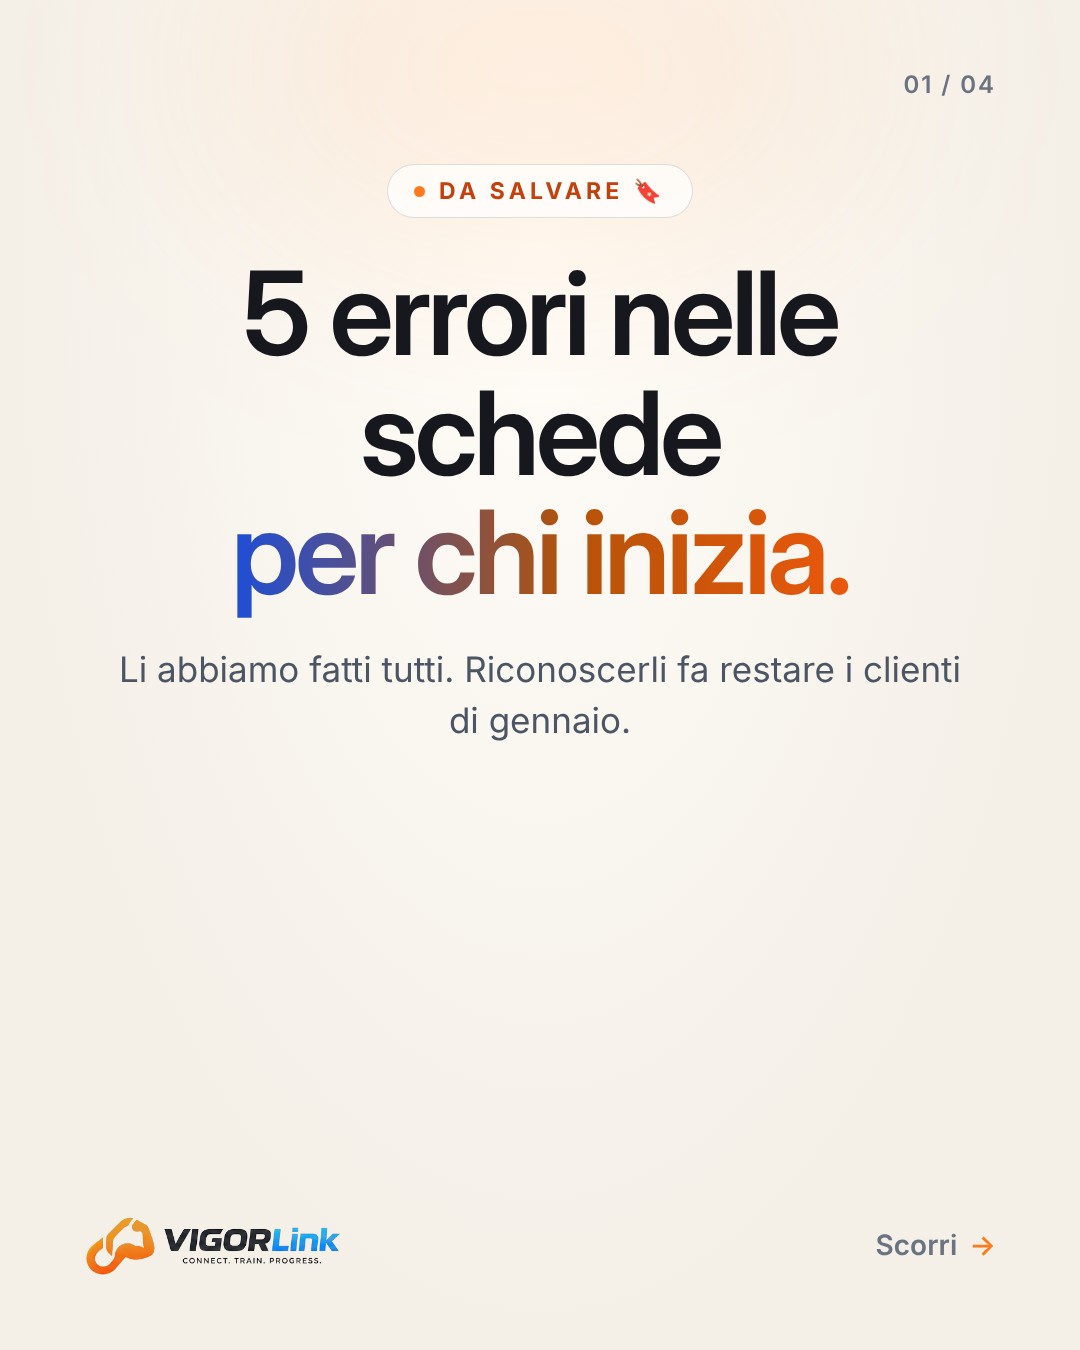 01 / 04
DA SALVARE 🔖
5 errori nelle
schede
per chi inizia.
Li abbiamo fatti tutti. Riconoscerli fa restare i clienti
di gennaio.
VIGORLink
CONNECT. TRAIN. PROGRESS.
Scorri →